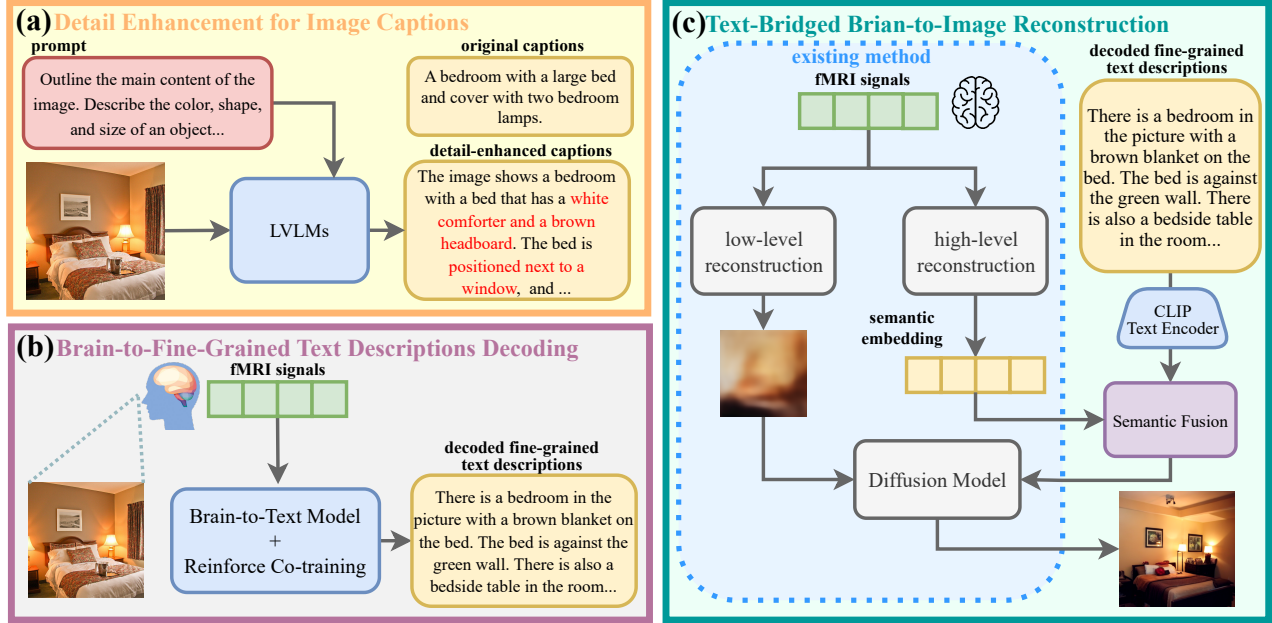 (a) Detail Enhancement for Image Captions
prompt
Outline the main content of the
image. Describe the color, shape,
and size of an object...
original captions
A bedroom with a large bed
and cover with two bedroom
lamps.
LVLMs
detail-enhanced captions
The image shows a bedroom
with a bed that has a white
comforter and a brown
headboard. The bed is
positioned next to a
window, and ...
(b) Brain-to-Fine-Grained Text Descriptions Decoding
fMRI signals
Brain-to-Text Model
+
Reinforce Co-training
decoded fine-grained
text descriptions
There is a bedroom in the
picture with a brown blanket on
the bed. The bed is against the
green wall. There is also a
bedside table in the room...
(c) Text-Bridged Brian-to-Image Reconstruction
existing method
fMRI signals
low-level
reconstruction
high-level
reconstruction
semantic
embedding
Diffusion Model
decoded fine-grained
text descriptions
There is a bedroom in
the picture with a
brown blanket on the
bed. The bed is against
the green wall. There
is also a bedside table
in the room...
CLIP
Text Encoder
Semantic Fusion